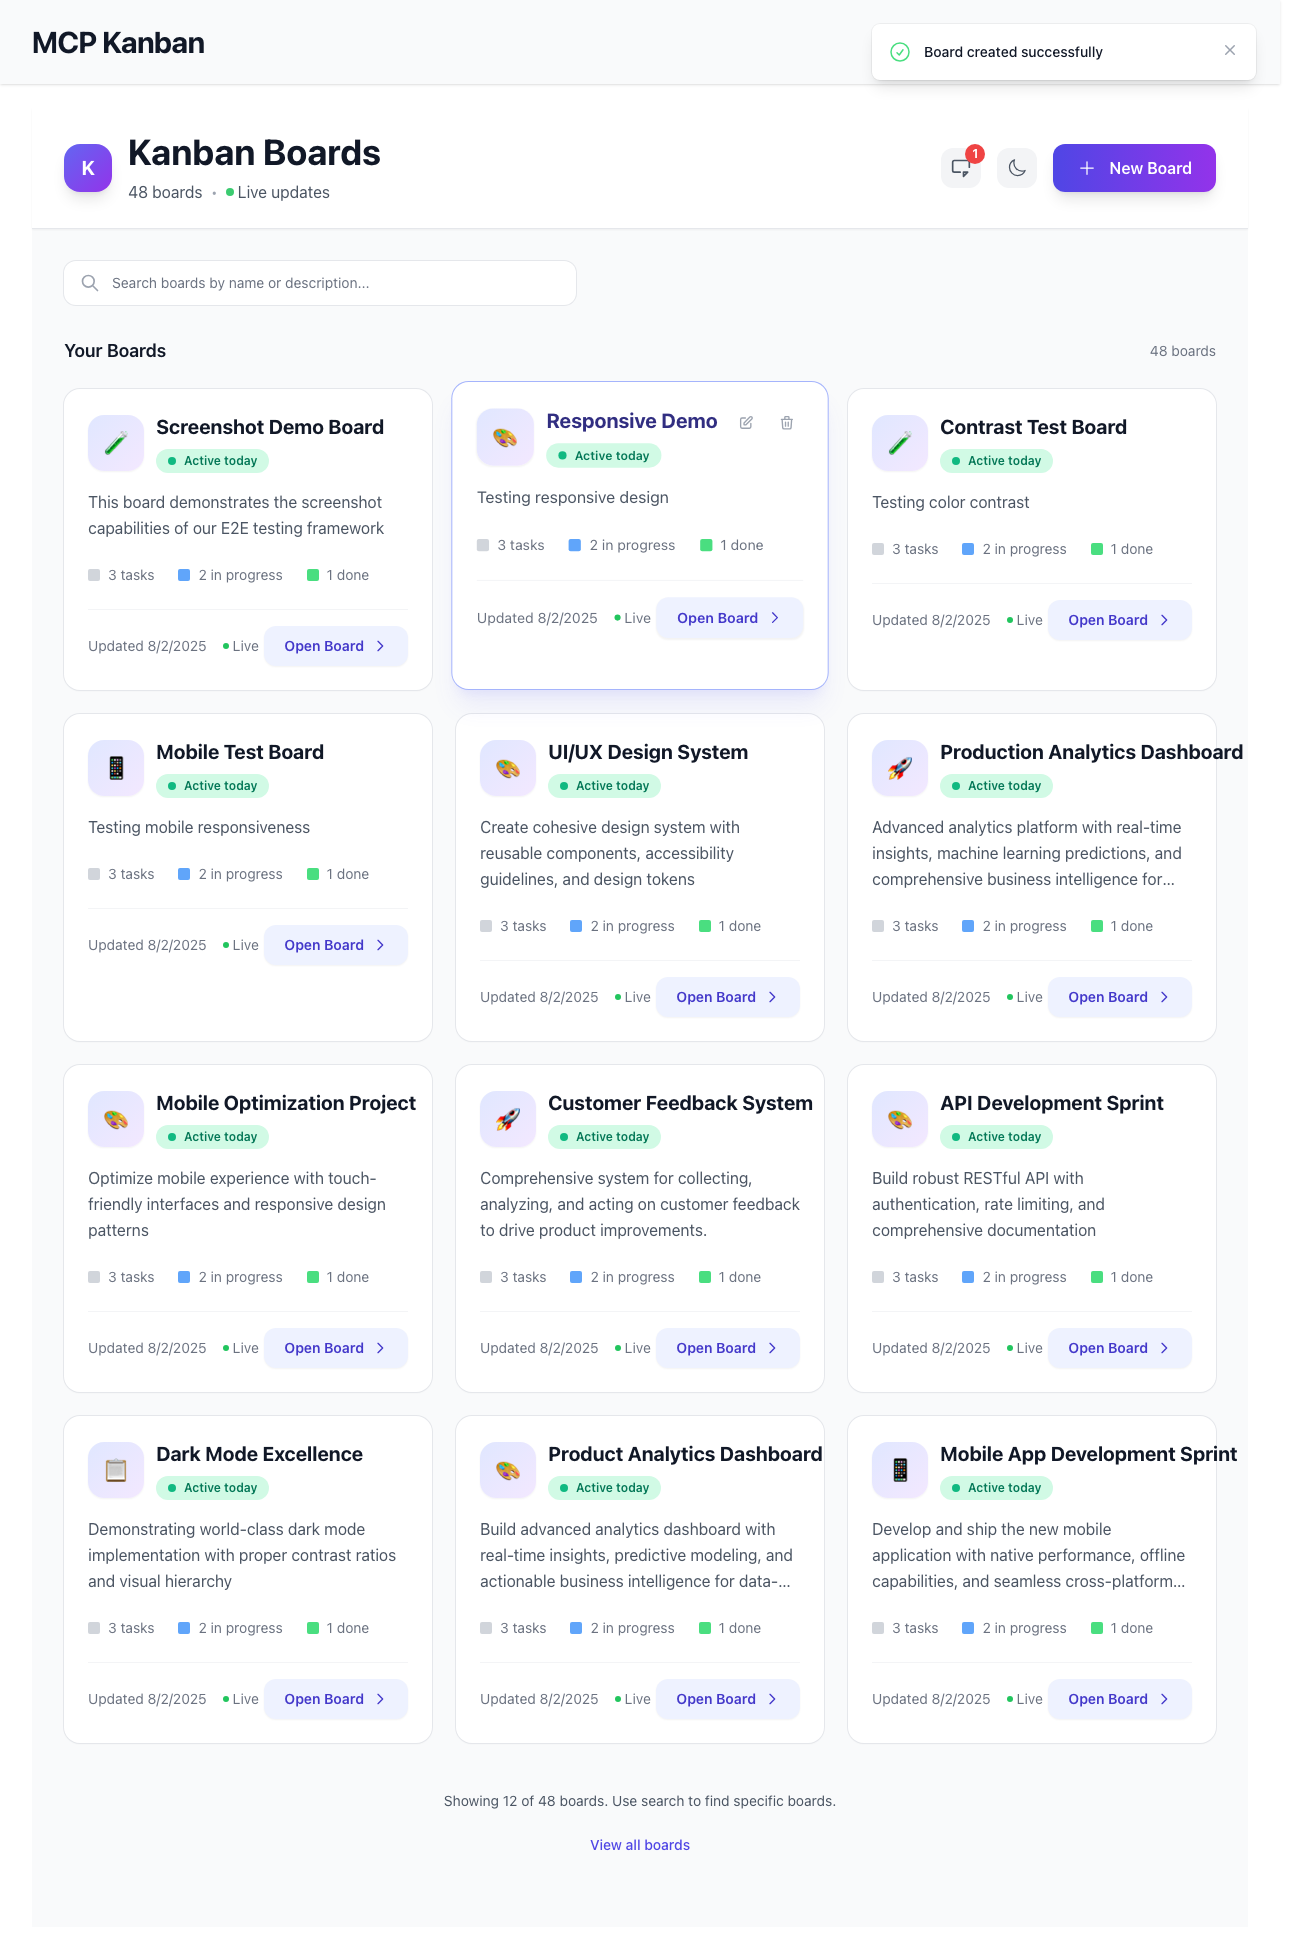 MCP Kanban
Board created successfully
K
Kanban Boards
48 boards • Live updates
1
New Board
Search boards by name or description...
Your Boards
48 boards
Screenshot Demo Board
Active today
This board demonstrates the screenshot
capabilities of our E2E testing framework
3 tasks 2 in progress 1 done
Updated 8/2/2025 Live Open Board
Responsive Demo
Active today
Testing responsive design
3 tasks 2 in progress 1 done
Updated 8/2/2025 Live Open Board
Contrast Test Board
Active today
Testing color contrast
3 tasks 2 in progress 1 done
Updated 8/2/2025 Live Open Board
Mobile Test Board
Active today
Testing mobile responsiveness
3 tasks 2 in progress 1 done
Updated 8/2/2025 Live Open Board
UI/UX Design System
Active today
Create cohesive design system with
reusable components, accessibility
guidelines, and design tokens
3 tasks 2 in progress 1 done
Updated 8/2/2025 Live Open Board
Production Analytics Dashboard
Active today
Advanced analytics platform with real-time
insights, machine learning predictions, and
comprehensive business intelligence for...
3 tasks 2 in progress 1 done
Updated 8/2/2025 Live Open Board
Mobile Optimization Project
Active today
Optimize mobile experience with touch-
friendly interfaces and responsive design
patterns
3 tasks 2 in progress 1 done
Updated 8/2/2025 Live Open Board
Customer Feedback System
Active today
Comprehensive system for collecting,
analyzing, and acting on customer feedback
to drive product improvements.
3 tasks 2 in progress 1 done
Updated 8/2/2025 Live Open Board
API Development Sprint
Active today
Build robust RESTful API with
authentication, rate limiting, and
comprehensive documentation
3 tasks 2 in progress 1 done
Updated 8/2/2025 Live Open Board
Dark Mode Excellence
Active today
Demonstrating world-class dark mode
implementation with proper contrast ratios
and visual hierarchy
3 tasks 2 in progress 1 done
Updated 8/2/2025 Live Open Board
Product Analytics Dashboard
Active today
Build advanced analytics dashboard with
real-time insights, predictive modeling, and
actionable business intelligence for data-...
3 tasks 2 in progress 1 done
Updated 8/2/2025 Live Open Board
Mobile App Development Sprint
Active today
Develop and ship the new mobile
application with native performance, offline
capabilities, and seamless cross-platform...
3 tasks 2 in progress 1 done
Updated 8/2/2025 Live Open Board
Showing 12 of 48 boards. Use search to find specific boards.
View all boards